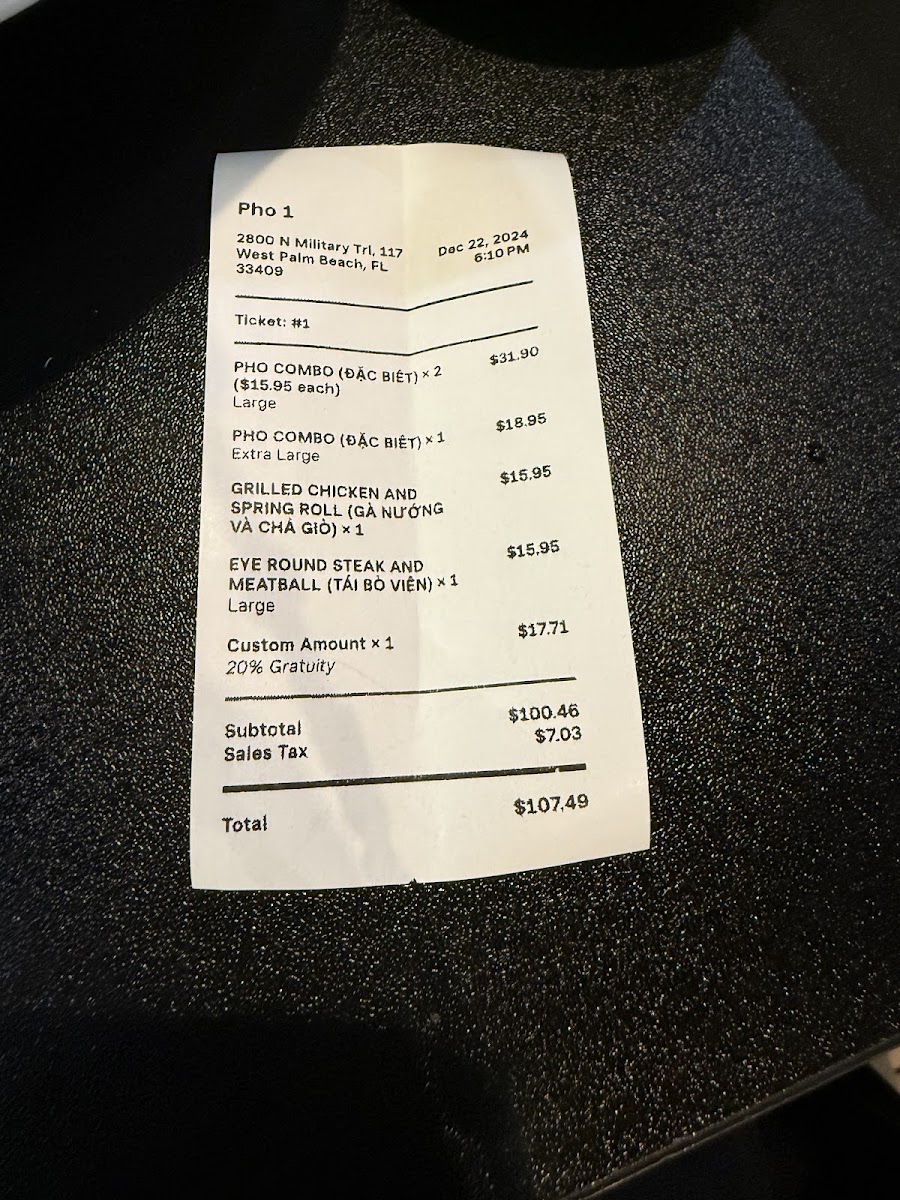 Pho 1
2800 N Military Trl, 117
West Palm Beach, FL
33409
Dec 22, 2024
6:10 PM
Ticket: #1
PHO COMBO (ĐẶC BIÊT) × 2 $31.90
($15.95 each)
Large
PHO COMBO (ĐẶC BIÊT) × 1 $18.95
Extra Large
GRILLED CHICKEN AND $15.95
SPRING ROLL (GÀ NƯỚNG
VÀ CHẢ GIÒ) × 1
EYE ROUND STEAK AND $15.95
MEATBALL (TÁI BÒ VIÊN) × 1
Large
Custom Amount × 1 $17.71
20% Gratuity
Subtotal $100.46
Sales Tax $7.03
Total $107.49